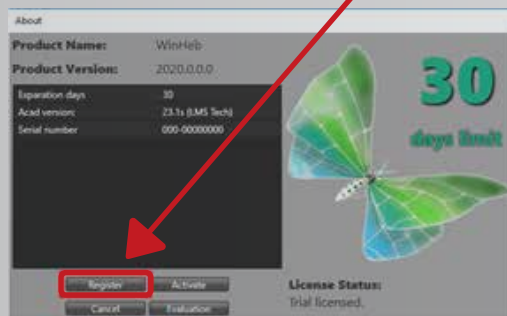 About
Product Name: WinHeb
Product Version: 2020.0.0.0
Exparation days 30
Acad version: 23.1s (LMS Tech)
Serial number 000-00000000
30
days limit
Register Activate
Cancel Evaluation
License Status:
Trial licensed.